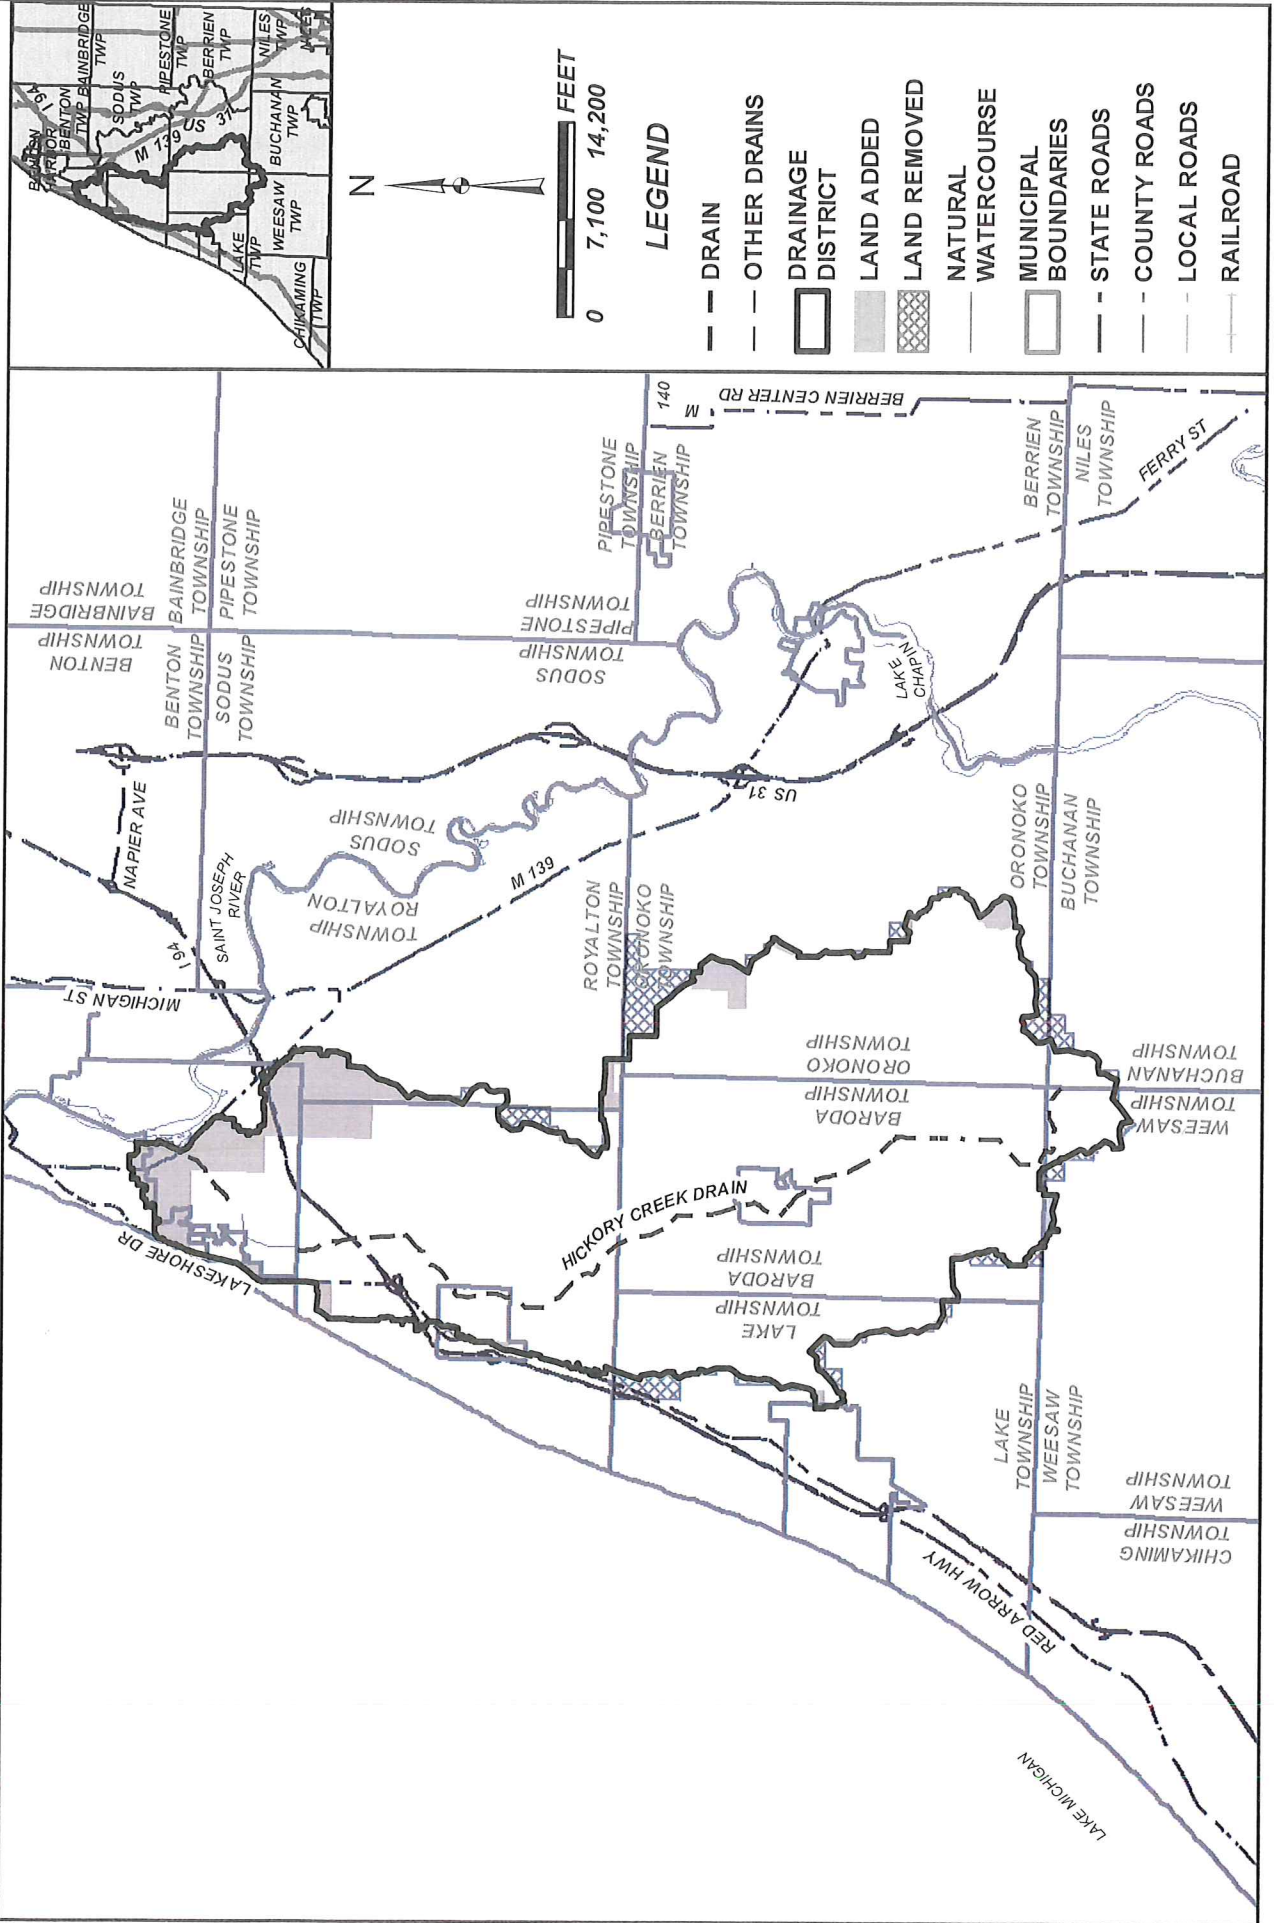 BENTON
HARBOR
BENTON
TWP
I 94
BAINBRIDGE
TWP
SODUS
TWP
PIPESTONE
TWP
BERRIEN
TWP
NILES
TWP
NILES
M 139
US 31
BUCHANAN
TWP
WEESAW
TWP
LAKE
TWP
CHIKAMING
TWP
N
0 7,100 14,200
FEET
LEGEND
DRAIN
OTHER DRAINS
DRAINAGE
DISTRICT
LAND ADDED
LAND REMOVED
NATURAL
WATERCOURSE
MUNICIPAL
BOUNDARIES
STATE ROADS
COUNTY ROADS
LOCAL ROADS
RAILROAD
BAINBRIDGE
TOWNSHIP
BENTON
TOWNSHIP
BAINBRIDGE
TOWNSHIP
PIPESTONE
TOWNSHIP
BENTON
TOWNSHIP
SODUS
TOWNSHIP
NAPIER AVE
I 94
SAINT JOSEPH
RIVER
MICHIGAN ST
LAKESHORE DR
SODUS
TOWNSHIP
ROYALTON
TOWNSHIP
M 139
PIPESTONE
TOWNSHIP
SODUS
TOWNSHIP
PIPESTONE
TOWNSHIP
BERRIEN
TOWNSHIP
M 140
BERRIEN CENTER RD
US 31
LAKE
CHAPIN
ROYALTON
TOWNSHIP
ORONOKO
TOWNSHIP
ORONOKO
TOWNSHIP
BARODA
TOWNSHIP
HICKORY CREEK DRAIN
BARODA
TOWNSHIP
LAKE
TOWNSHIP
BERRIEN
TOWNSHIP
NILES
TOWNSHIP
FERRY ST
ORONOKO
TOWNSHIP
BUCHANAN
TOWNSHIP
BUCHANAN
TOWNSHIP
WEESAW
TOWNSHIP
LAKE
TOWNSHIP
WEESAW
TOWNSHIP
WEESAW
TOWNSHIP
CHIKAMING
TOWNSHIP
RED ARROW HWY
LAKE MICHIGAN